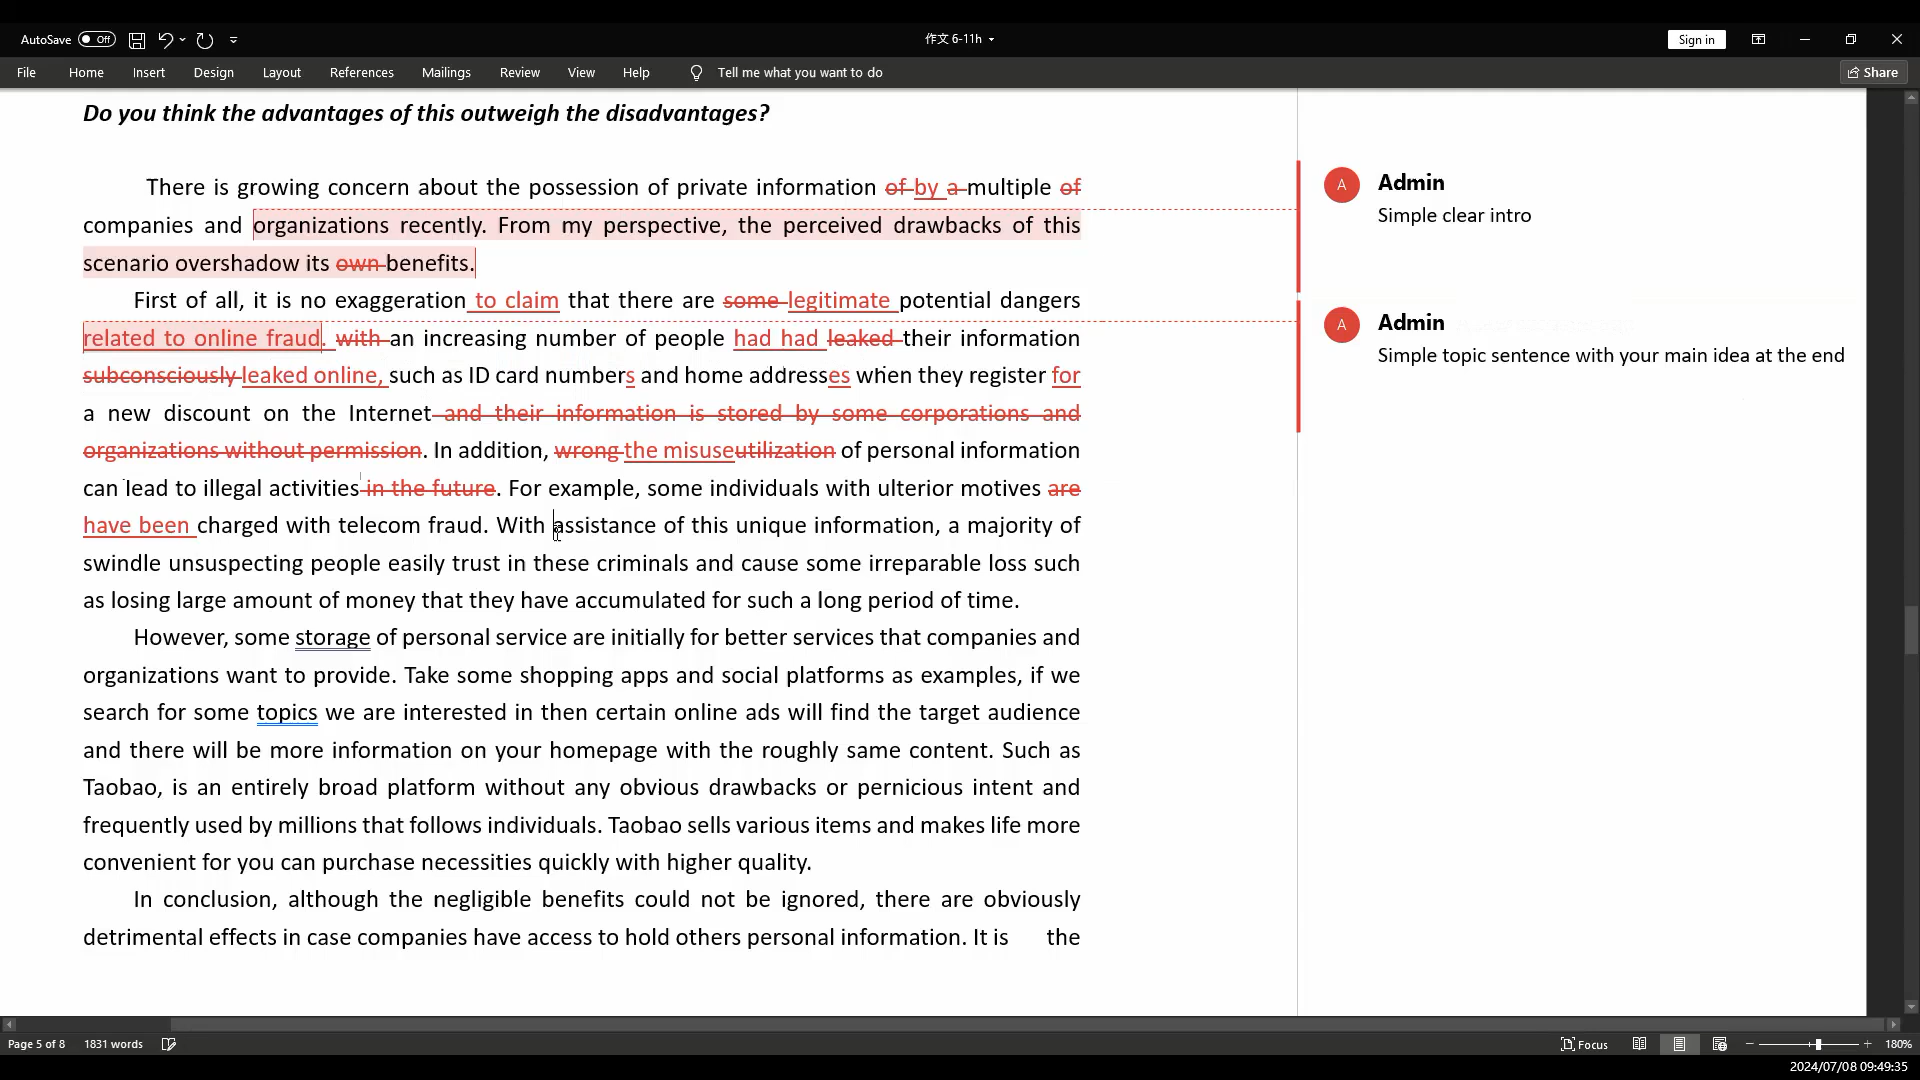 AutoSave Off 作文 6-11h Sign in
File Home Insert Design Layout References Mailings Review View Help Tell me what you want to do Share
Do you think the advantages of this outweigh the disadvantages?
There is growing concern about the possession of private information of by a multiple of
companies and organizations recently. From my perspective, the perceived drawbacks of this
scenario overshadow its own benefits.
First of all, it is no exaggeration to claim that there are some legitimate potential dangers
related to online fraud. with an increasing number of people had had leaked their information
subconsciously leaked online, such as ID card numbers and home addresses when they register for
a new discount on the Internet and their information is stored by some corporations and
organizations without permission. In addition, wrong the misuseutilization of personal information
can lead to illegal activities in the future. For example, some individuals with ulterior motives are
have been charged with telecom fraud. With assistance of this unique information, a majority of
swindle unsuspecting people easily trust in these criminals and cause some irreparable loss such
as losing large amount of money that they have accumulated for such a long period of time.
However, some storage of personal service are initially for better services that companies and
organizations want to provide. Take some shopping apps and social platforms as examples, if we
search for some topics we are interested in then certain online ads will find the target audience
and there will be more information on your homepage with the roughly same content. Such as
Taobao, is an entirely broad platform without any obvious drawbacks or pernicious intent and
frequently used by millions that follows individuals. Taobao sells various items and makes life more
convenient for you can purchase necessities quickly with higher quality.
In conclusion, although the negligible benefits could not be ignored, there are obviously
detrimental effects in case companies have access to hold others personal information. It is the
A Admin
Simple clear intro
A Admin
Simple topic sentence with your main idea at the end
Page 5 of 8 1831 words Focus 180%
2024/07/08 09:49:35